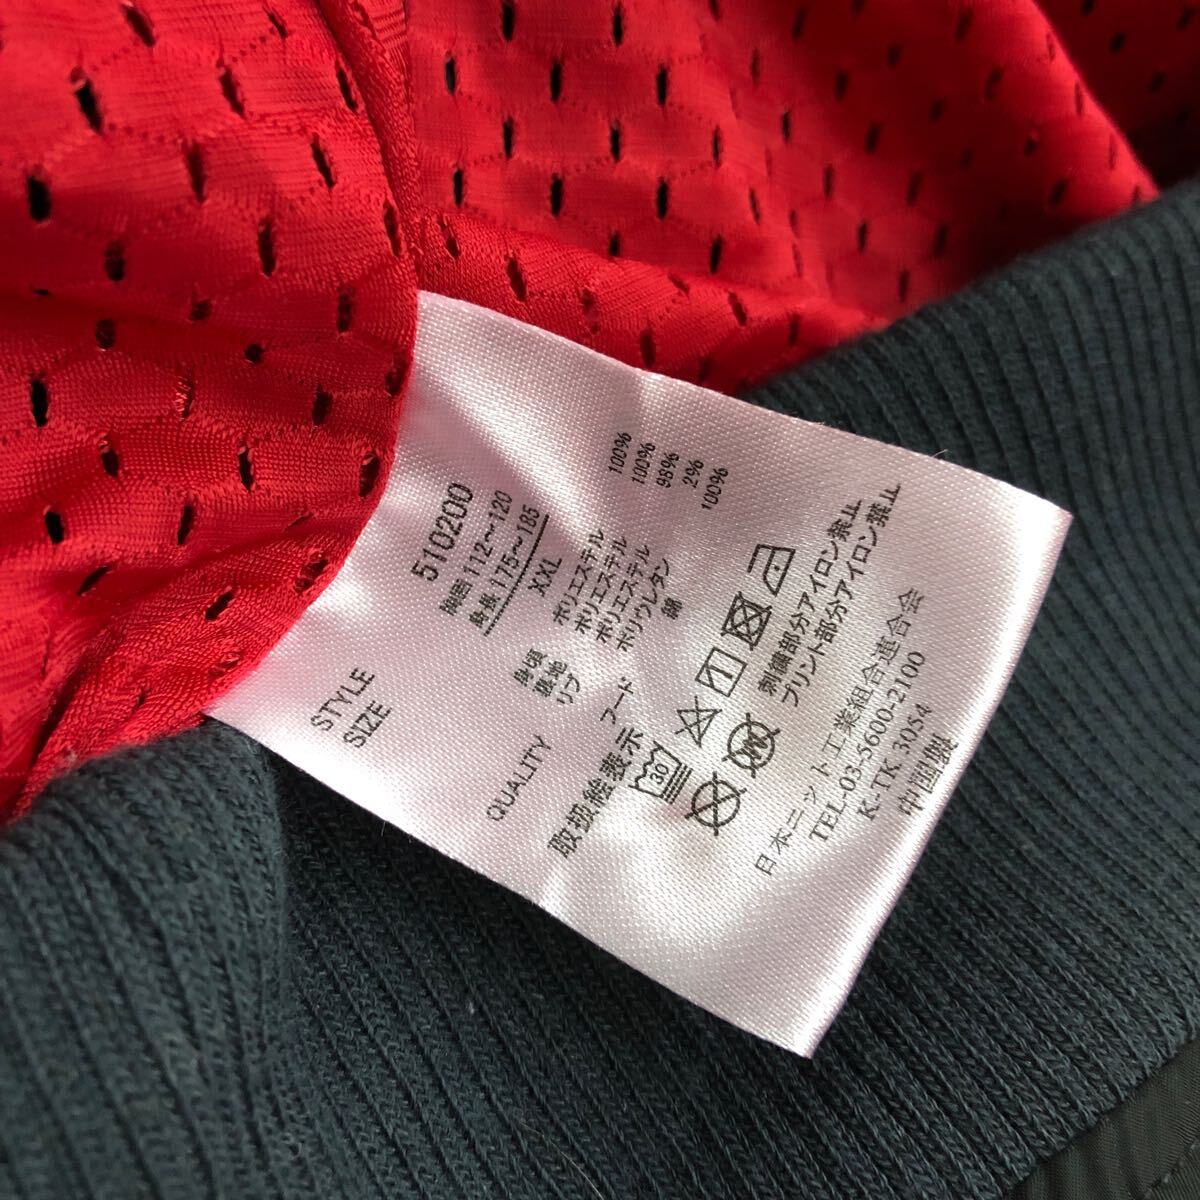 STYLE 510200
SIZE 胸囲 112~120
身長 175~185
XXL
QUALITY 身頃 ポリエステル 100%
裏地 ポリエステル 100%
リブ ポリエステル 98%
ポリウレタン 2%
フード 綿 100%
取扱絵表示
30
W
刺繍部分アイロン禁止
プリント部分アイロン禁止
日本ニット工業組合連合会
TEL-03-5600-2100
K-TK 3054
中国製